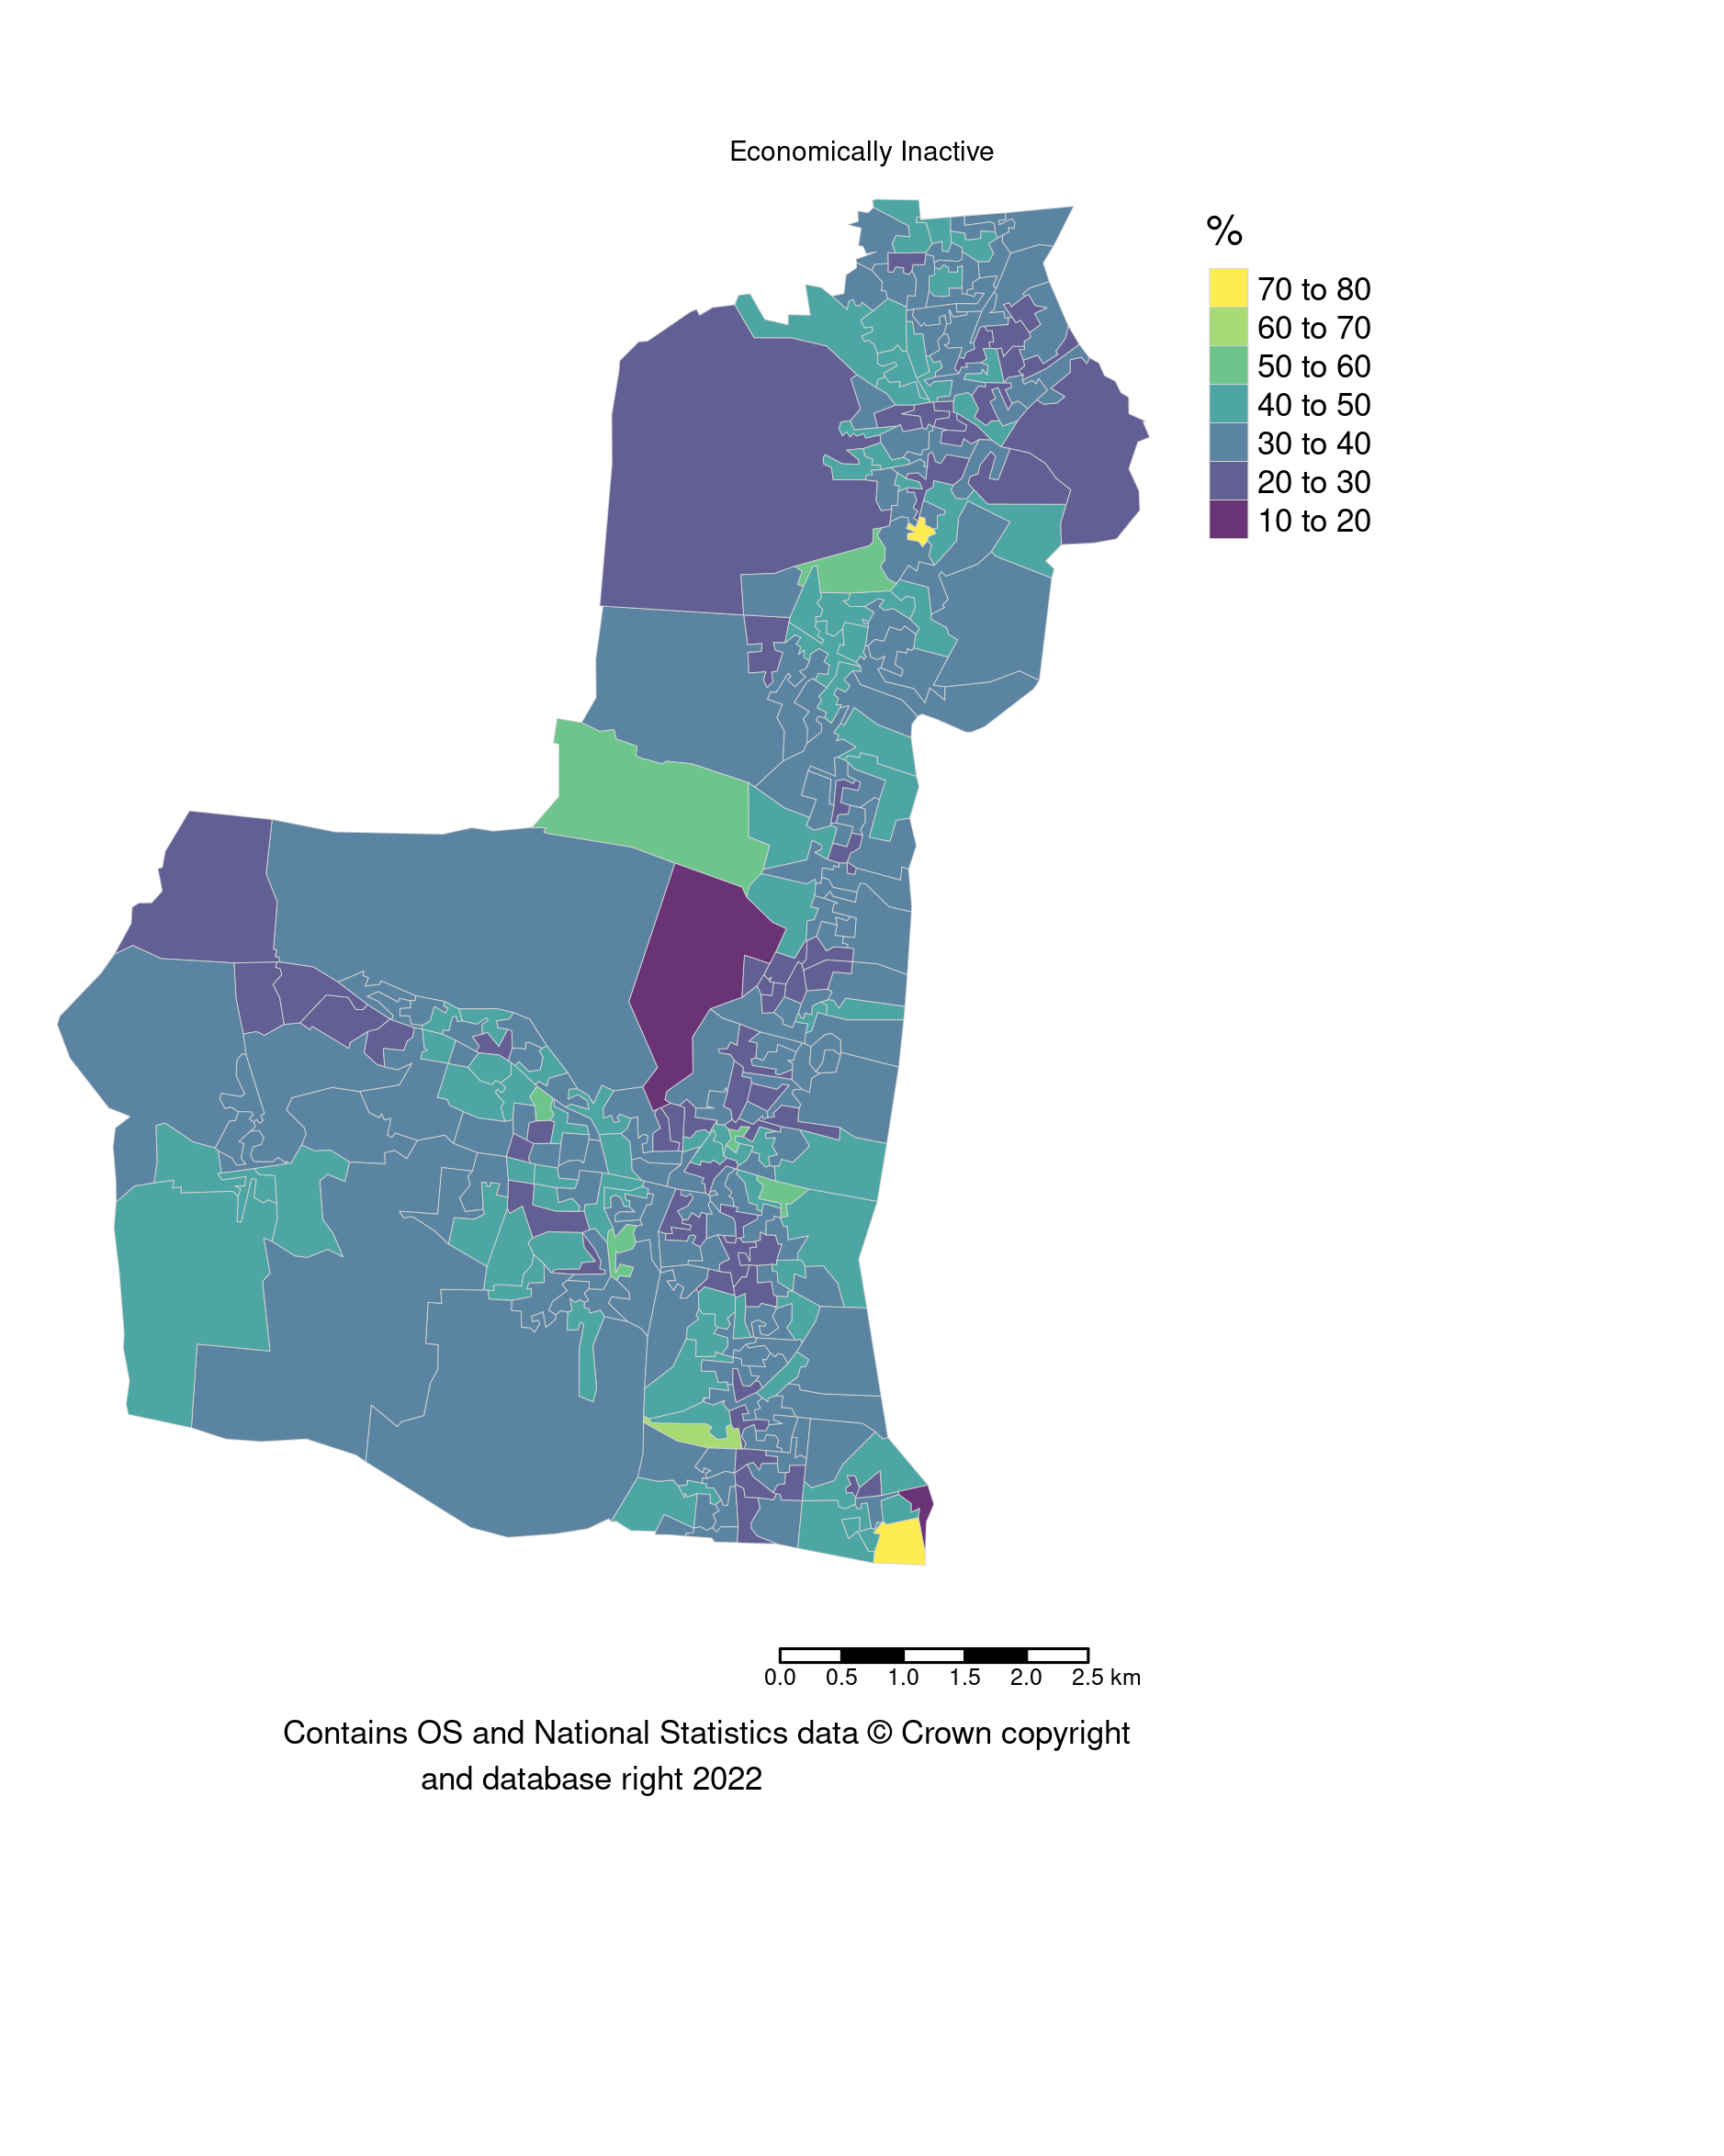 Economically Inactive
%
70 to 80
60 to 70
50 to 60
40 to 50
30 to 40
20 to 30
10 to 20
0.0 0.5 1.0 1.5 2.0 2.5 km
Contains OS and National Statistics data © Crown copyright
and database right 2022